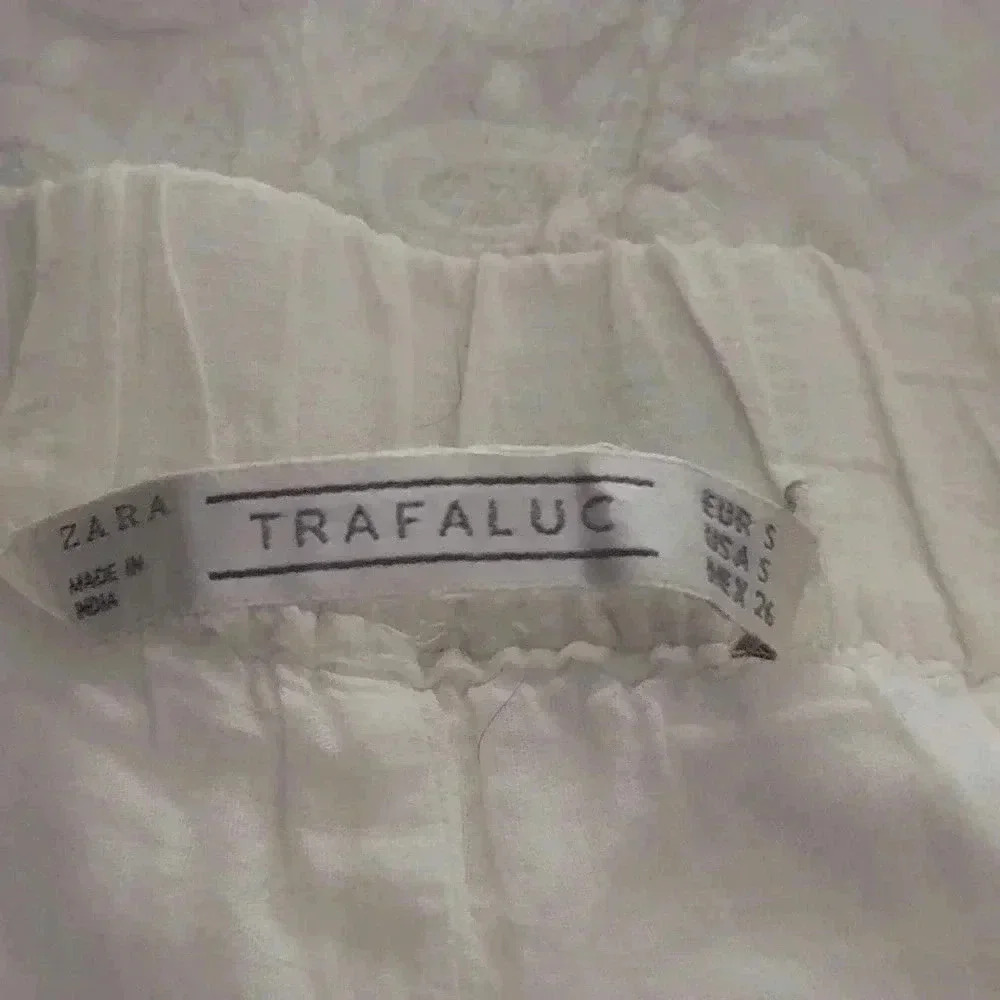 ZARA
MADE IN
INDIA
TRAFALUC
EUR S
USA S
MEX 26